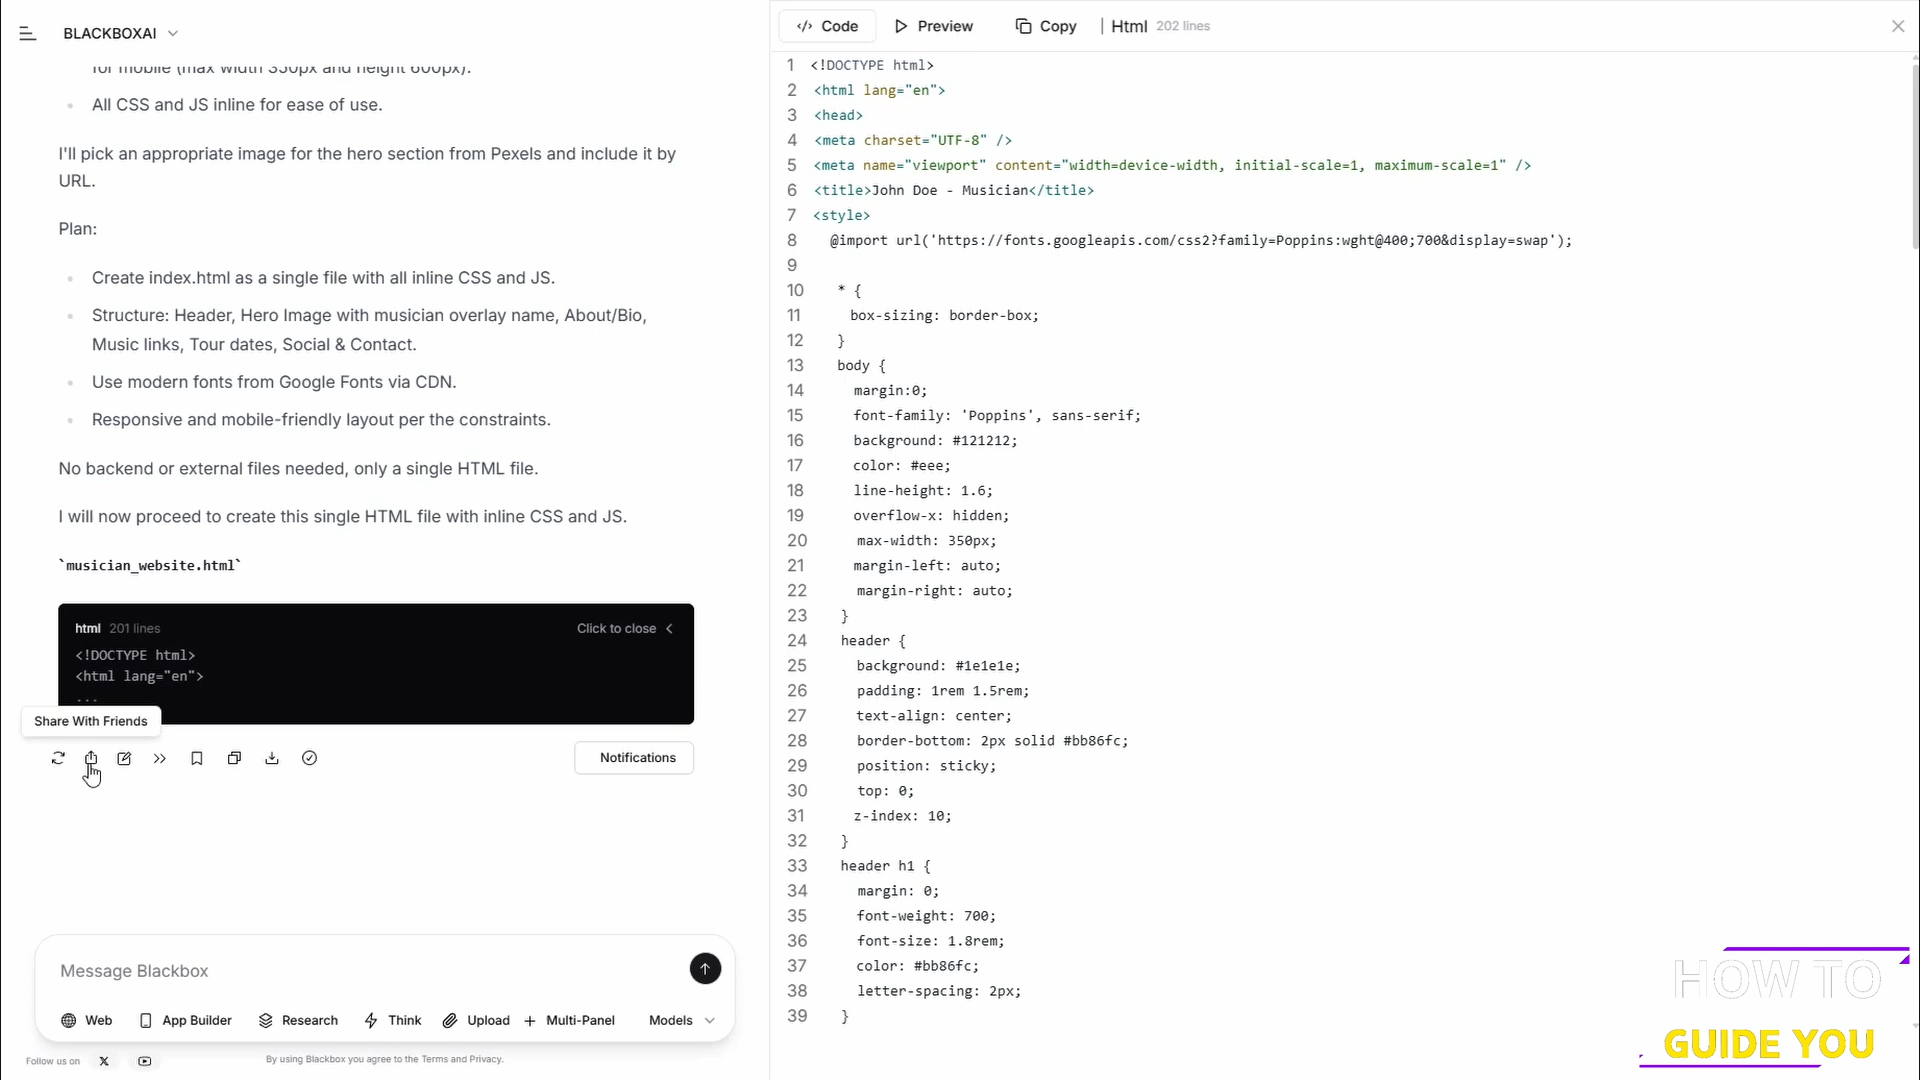 BLACKBOXAI
for mobile (max width 350px and height 600px).
All CSS and JS inline for ease of use.
I'll pick an appropriate image for the hero section from Pexels and include it by
URL.
Plan:
Create index.html as a single file with all inline CSS and JS.
Structure: Header, Hero Image with musician overlay name, About/Bio,
Music links, Tour dates, Social & Contact.
Use modern fonts from Google Fonts via CDN.
Responsive and mobile-friendly layout per the constraints.
No backend or external files needed, only a single HTML file.
I will now proceed to create this single HTML file with inline CSS and JS.
`musician_website.html`
html 201 lines Click to close
<!DOCTYPE html>
<html lang="en">
...
Share With Friends
Notifications
Message Blackbox
Web App Builder Research Think Upload Multi-Panel Models
Follow us on
By using Blackbox you agree to the Terms and Privacy.
Code Preview Copy | Html 202 lines
1 <!DOCTYPE html>
2 <html lang="en">
3 <head>
4 <meta charset="UTF-8" />
5 <meta name="viewport" content="width=device-width, initial-scale=1, maximum-scale=1" />
6 <title>John Doe - Musician</title>
7 <style>
8 @import url('https://fonts.googleapis.com/css2?family=Poppins:wght@400;700&display=swap');
9
10 * {
11 box-sizing: border-box;
12 }
13 body {
14 margin:0;
15 font-family: 'Poppins', sans-serif;
16 background: #121212;
17 color: #eee;
18 line-height: 1.6;
19 overflow-x: hidden;
20 max-width: 350px;
21 margin-left: auto;
22 margin-right: auto;
23 }
24 header {
25 background: #1e1e1e;
26 padding: 1rem 1.5rem;
27 text-align: center;
28 border-bottom: 2px solid #bb86fc;
29 position: sticky;
30 top: 0;
31 z-index: 10;
32 }
33 header h1 {
34 margin: 0;
35 font-weight: 700;
36 font-size: 1.8rem;
37 color: #bb86fc;
38 letter-spacing: 2px;
39 }
HOW TO
GUIDE YOU